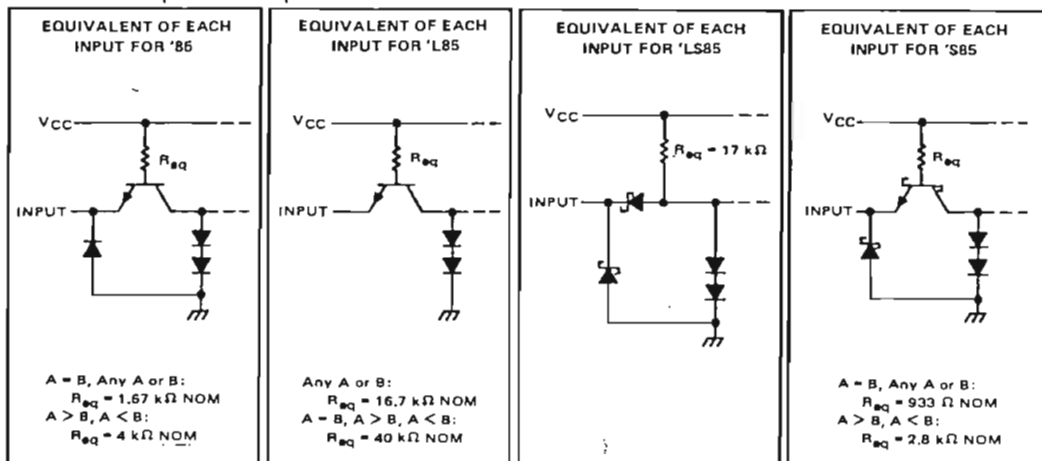 EQUIVALENT OF EACH
INPUT FOR '85
VCC
Req
INPUT
A = B, Any A or B:
Req = 1.67 kΩ NOM
A > B, A < B:
Req = 4 kΩ NOM
EQUIVALENT OF EACH
INPUT FOR 'L85
VCC
Req
INPUT
Any A or B:
Req = 16.7 kΩ NOM
A = B, A > B, A < B:
Req = 40 kΩ NOM
EQUIVALENT OF EACH
INPUT FOR 'LS85
VCC
Req = 17 kΩ
INPUT
EQUIVALENT OF EACH
INPUT FOR 'S85
VCC
Req
INPUT
A = B, Any A or B:
Req = 933 Ω NOM
A > B, A < B:
Req = 2.8 kΩ NOM